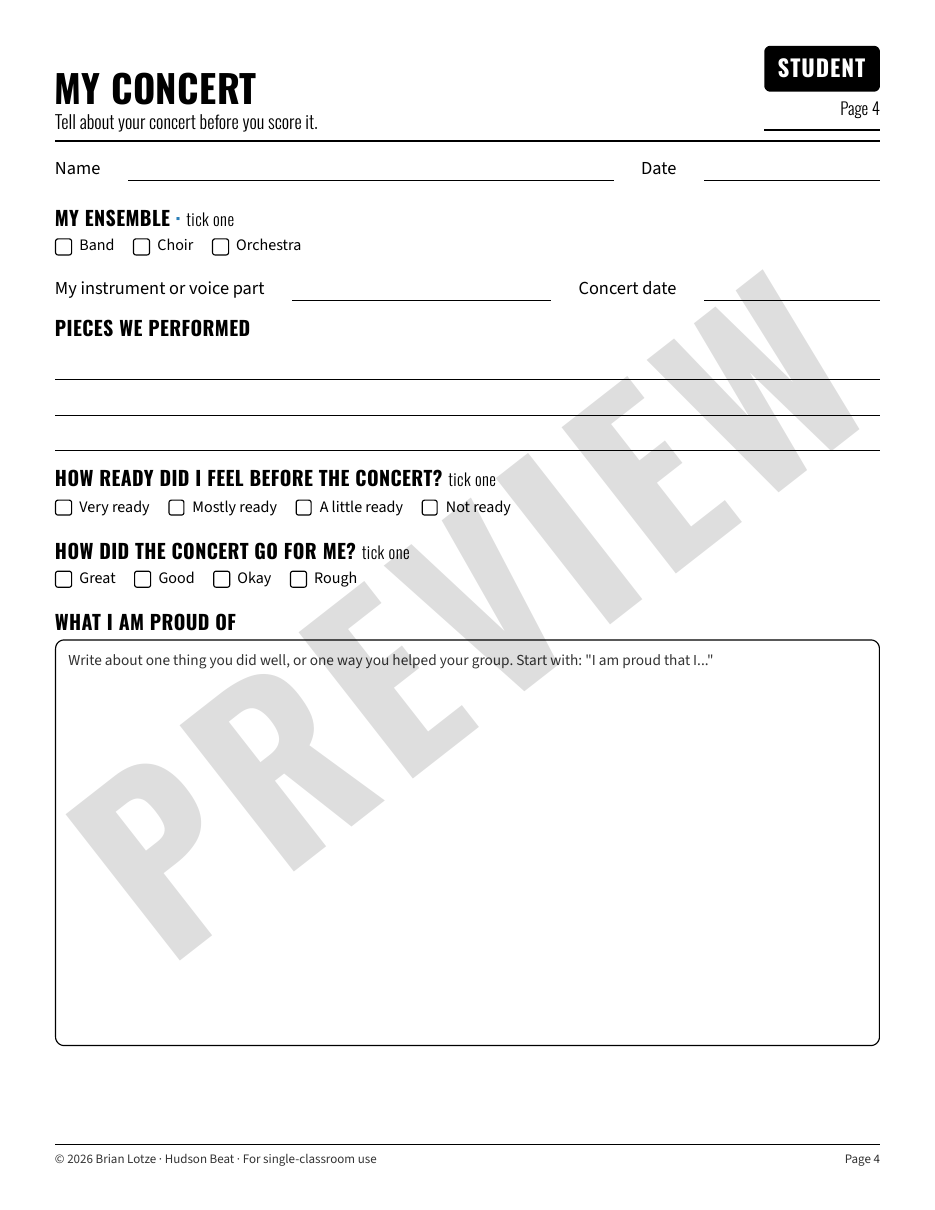 STUDENT
MY CONCERT
Page 4
Tell about your concert before you score it.
Name Date
MY ENSEMBLE · tick one
Band Choir Orchestra
My instrument or voice part Concert date
PIECES WE PERFORMED
HOW READY DID I FEEL BEFORE THE CONCERT? tick one
Very ready Mostly ready A little ready Not ready
HOW DID THE CONCERT GO FOR ME? tick one
Great Good Okay Rough
WHAT I AM PROUD OF
Write about one thing you did well, or one way you helped your group. Start with: "I am proud that I..."
PREVIEW
© 2026 Brian Lotze · Hudson Beat · For single-classroom use Page 4